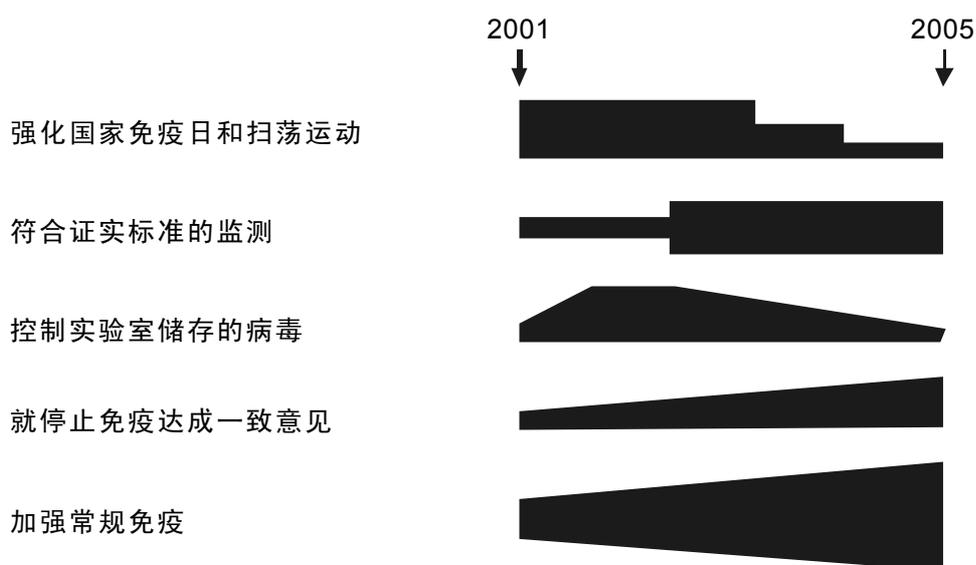 2001 2005
强化国家免疫日和扫荡运动
符合证实标准的监测
控制实验室储存的病毒
就停止免疫达成一致意见
加强常规免疫